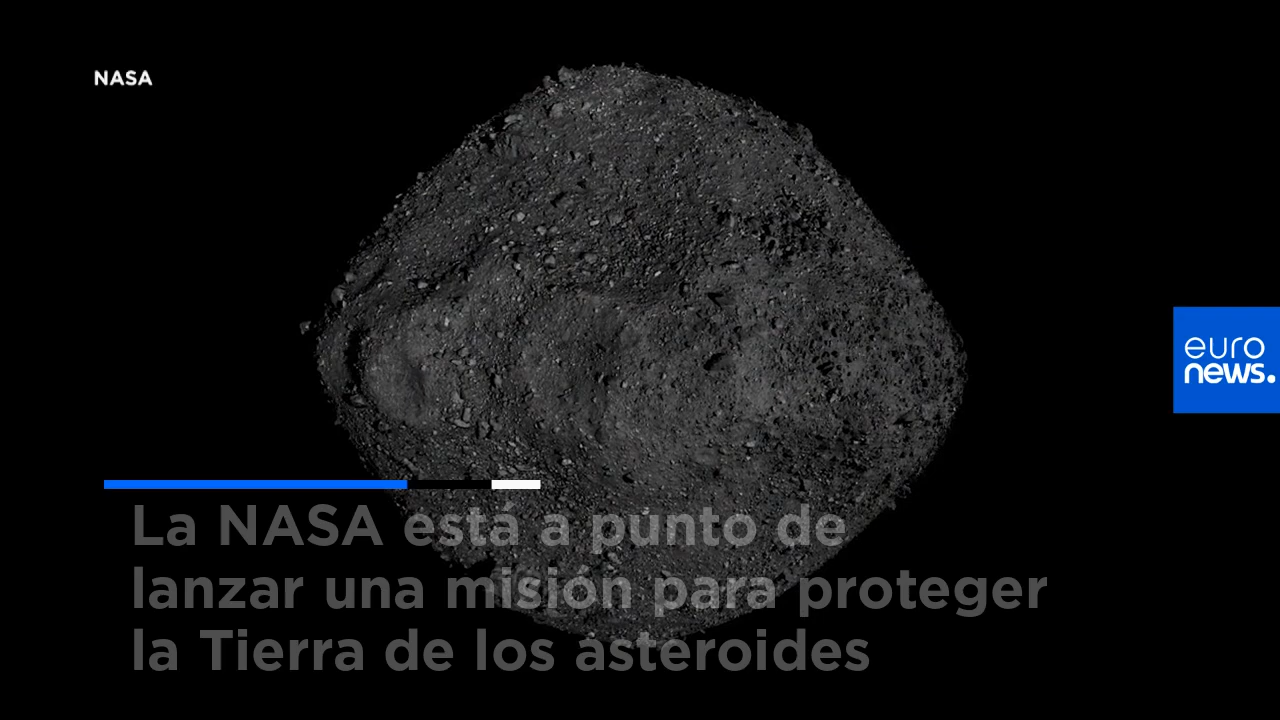 NASA
euro
news.
La NASA está a punto de
lanzar una misión para proteger
la Tierra de los asteroides